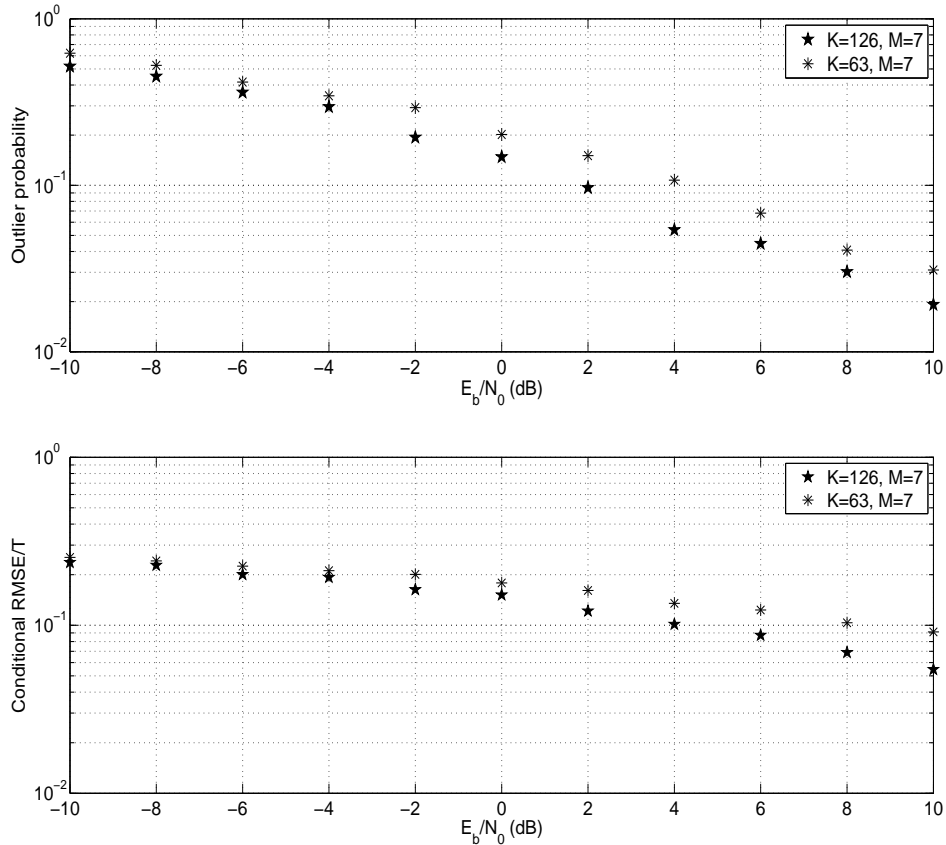 10^0
10^-1
10^-2
Outlier probability
K=126, M=7
K=63, M=7
−10 −8 −6 −4 −2 0 2 4 6 8 10
E_b/N_0 (dB)
10^0
10^-1
10^-2
Conditional RMSE/T
K=126, M=7
K=63, M=7
−10 −8 −6 −4 −2 0 2 4 6 8 10
E_b/N_0 (dB)